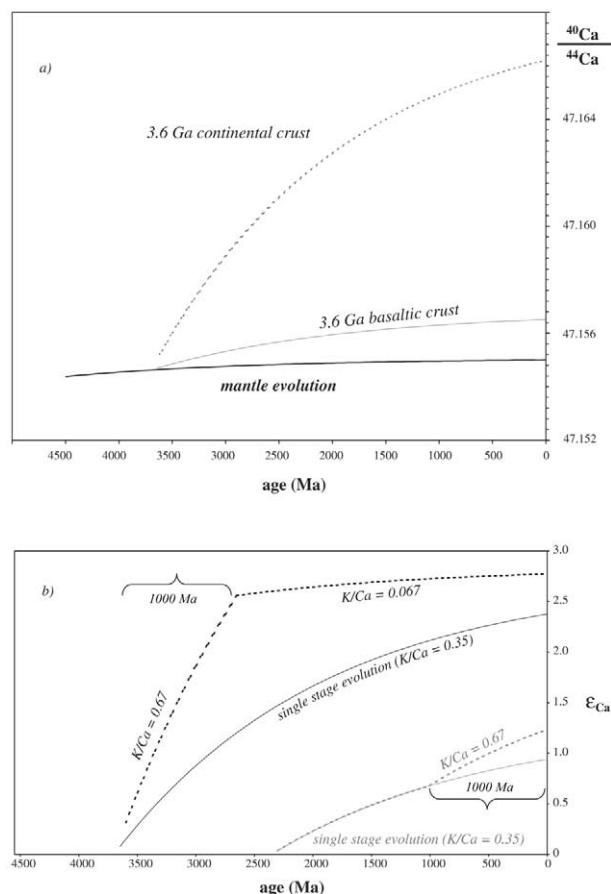 40Ca
44Ca
a)
3.6 Ga continental crust
47.164
47.160
3.6 Ga basaltic crust
47.156
mantle evolution
47.152
4500 4000 3500 3000 2500 2000 1500 1000 500 0
age (Ma)
3.0
b)
1000 Ma
K/Ca = 0.067
2.5
2.0
K/Ca = 0.67
single stage evolution (K/Ca = 0.35)
εCa
1.5
K/Ca = 0.67
1.0
1000 Ma
0.5
single stage evolution (K/Ca = 0.35)
0
4500 4000 3500 3000 2500 2000 1500 1000 500 0
age (Ma)